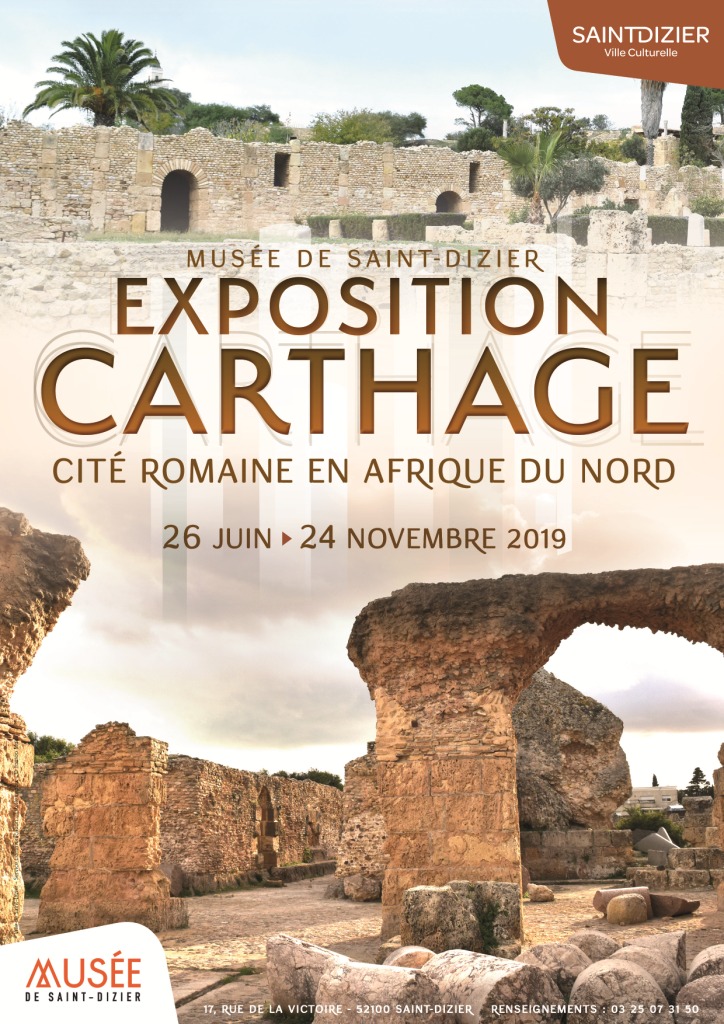 SAINTDIZIER
Ville Culturelle
MUSÉE DE SAINT-DIZIER
EXPOSITION
CARTHAGE
CITÉ ROMAINE EN AFRIQUE DU NORD
26 JUIN ▸ 24 NOVEMBRE 2019
MUSÉE
DE SAINT-DIZIER
17, RUE DE LA VICTOIRE - 52100 SAINT-DIZIER RENSEIGNEMENTS : 03 25 07 31 50